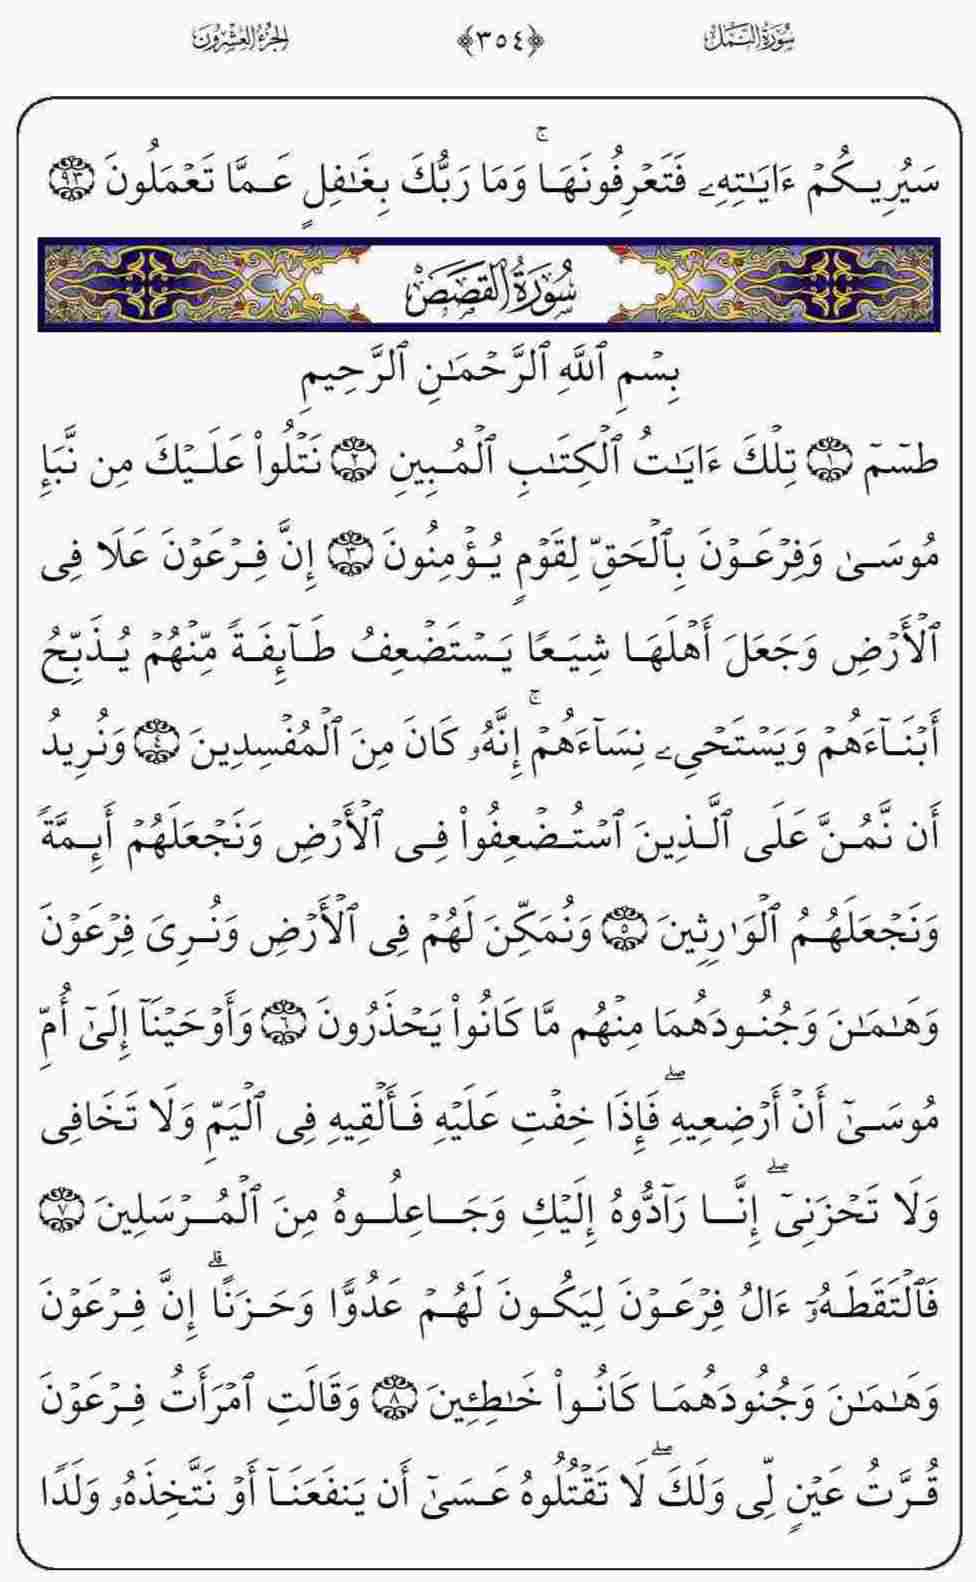 سُورَةُ النَّمْلِ ﴿٣٥٤﴾ الجُزْءُ العِشْرُونَ
سَيُرِيكُمْ ءَايَـٰتِهِۦ فَتَعْرِفُونَهَا ۚ وَمَا رَبُّكَ بِغَـٰفِلٍ عَمَّا تَعْمَلُونَ ٩٣
سُورَةُ القَصَصِ
بِسْمِ ٱللَّهِ ٱلرَّحْمَـٰنِ ٱلرَّحِيمِ
طسٓمٓ ١ تِلْكَ ءَايَـٰتُ ٱلْكِتَـٰبِ ٱلْمُبِينِ ٢ نَتْلُوا۟ عَلَيْكَ مِن نَّبَإِ
مُوسَىٰ وَفِرْعَوْنَ بِٱلْحَقِّ لِقَوْمٍ يُؤْمِنُونَ ٣ إِنَّ فِرْعَوْنَ عَلَا فِى
ٱلْأَرْضِ وَجَعَلَ أَهْلَهَا شِيَعًا يَسْتَضْعِفُ طَآئِفَةً مِّنْهُمْ يُذَبِّحُ
أَبْنَآءَهُمْ وَيَسْتَحْىِۦ نِسَآءَهُمْ ۚ إِنَّهُۥ كَانَ مِنَ ٱلْمُفْسِدِينَ ٤ وَنُرِيدُ
أَن نَّمُنَّ عَلَى ٱلَّذِينَ ٱسْتُضْعِفُوا۟ فِى ٱلْأَرْضِ وَنَجْعَلَهُمْ أَئِمَّةً
وَنَجْعَلَهُمُ ٱلْوَٰرِثِينَ ٥ وَنُمَكِّنَ لَهُمْ فِى ٱلْأَرْضِ وَنُرِىَ فِرْعَوْنَ
وَهَـٰمَـٰنَ وَجُنُودَهُمَا مِنْهُم مَّا كَانُوا۟ يَحْذَرُونَ ٦ وَأَوْحَيْنَآ إِلَىٰٓ أُمِّ
مُوسَىٰٓ أَنْ أَرْضِعِيهِ ۖ فَإِذَا خِفْتِ عَلَيْهِ فَأَلْقِيهِ فِى ٱلْيَمِّ وَلَا تَخَافِى
وَلَا تَحْزَنِىٓ ۖ إِنَّا رَآدُّوهُ إِلَيْكِ وَجَاعِلُوهُ مِنَ ٱلْمُرْسَلِينَ ٧
فَٱلْتَقَطَهُۥٓ ءَالُ فِرْعَوْنَ لِيَكُونَ لَهُمْ عَدُوًّا وَحَزَنًا ۗ إِنَّ فِرْعَوْنَ
وَهَـٰمَـٰنَ وَجُنُودَهُمَا كَانُوا۟ خَـٰطِـِٔينَ ٨ وَقَالَتِ ٱمْرَأَتُ فِرْعَوْنَ
قُرَّتُ عَيْنٍ لِّى وَلَكَ ۖ لَا تَقْتُلُوهُ عَسَىٰٓ أَن يَنفَعَنَآ أَوْ نَتَّخِذَهُۥ وَلَدًا